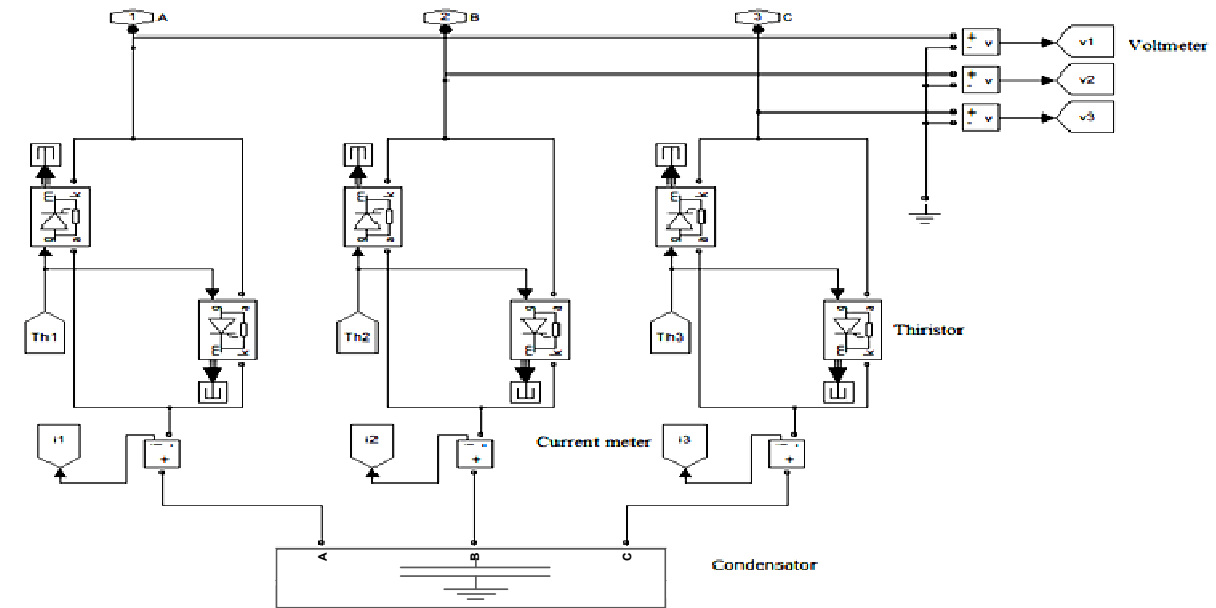 1 A
2 B
3 C
+ - v
v1
Voltmeter
+ - v
v2
+ - v
v3
m k
m k
m k
g a
g a
g a
g a
g a
g a
Th1
Th2
Th3
Thiristor
m k
m k
m k
i1
i2
Current meter
i3
i - +
i - +
i - +
A
B
C
Condensator